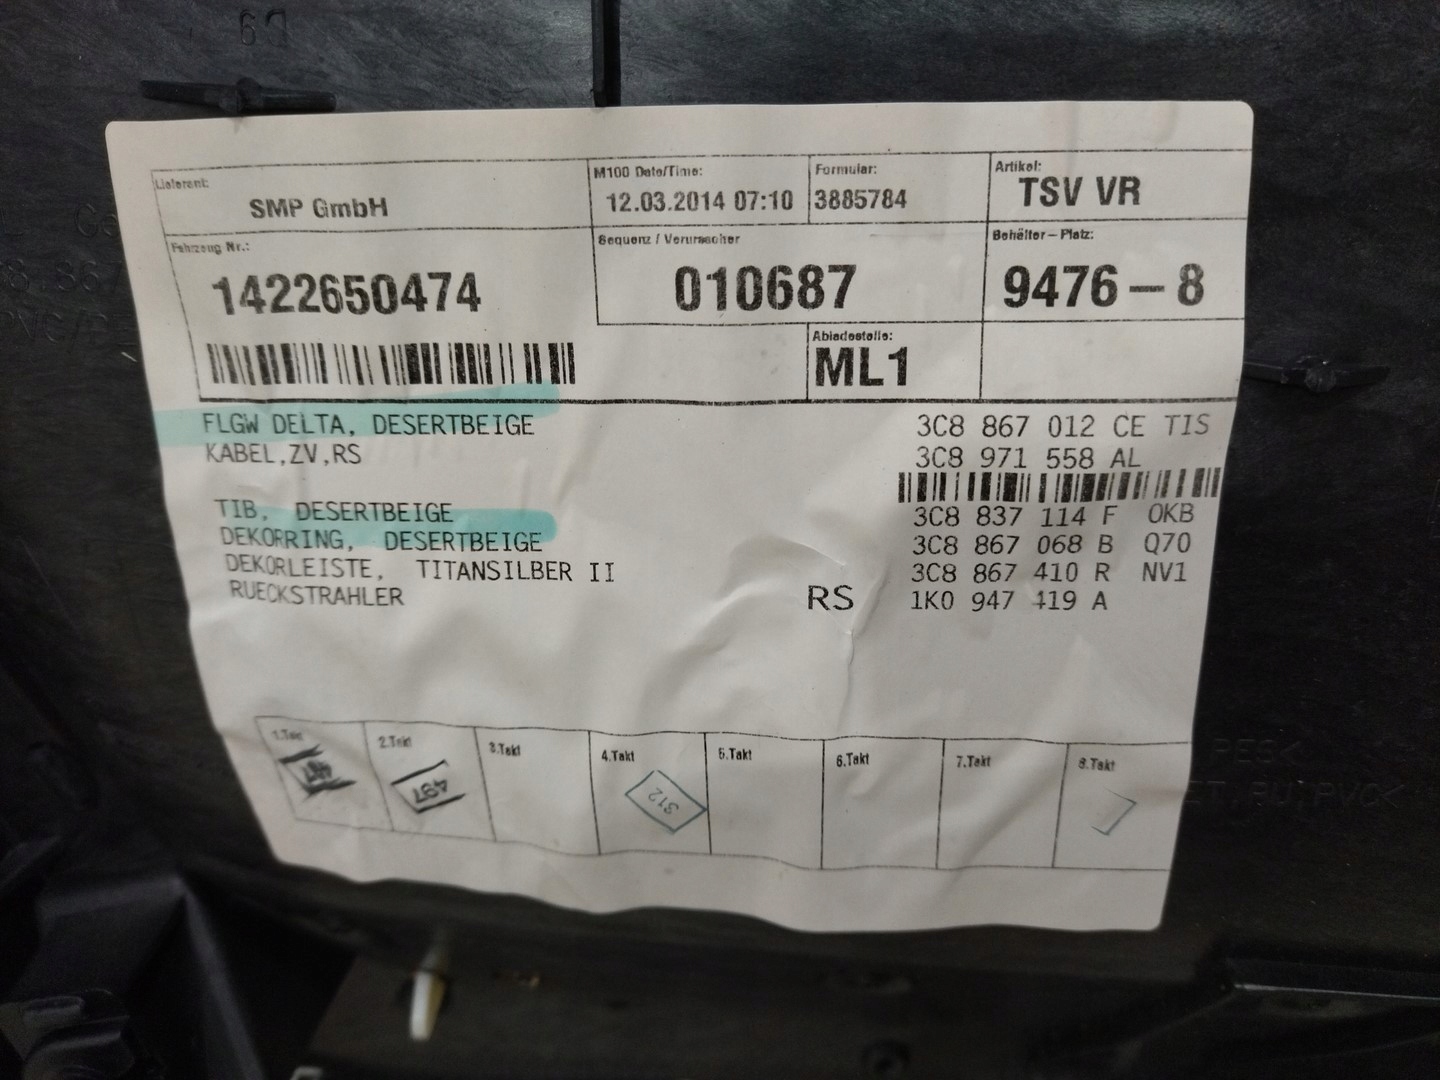 Lieferant: SMP GmbH
M100 Date/Time: 12.03.2014 07:10
Formular: 3885784
Artikel: TSV VR
Fahrzeug Nr.: 1422650474
Sequenz / Verursacher 010687
Behälter-Platz: 9476-8
Abladestelle: ML1
FLGW DELTA, DESERTBEIGE 3C8 867 012 CE TIS
KABEL,ZV,RS 3C8 971 558 AL
TIB, DESERTBEIGE 3C8 837 114 F OKB
DEKORRING, DESERTBEIGE 3C8 867 068 B Q70
DEKORLEISTE, TITANSILBER II 3C8 867 410 R NV1
RUECKSTRAHLER RS 1K0 947 419 A
1.Takt 2.Takt 3.Takt 4.Takt 5.Takt 6.Takt 7.Takt 8.Takt
497 312